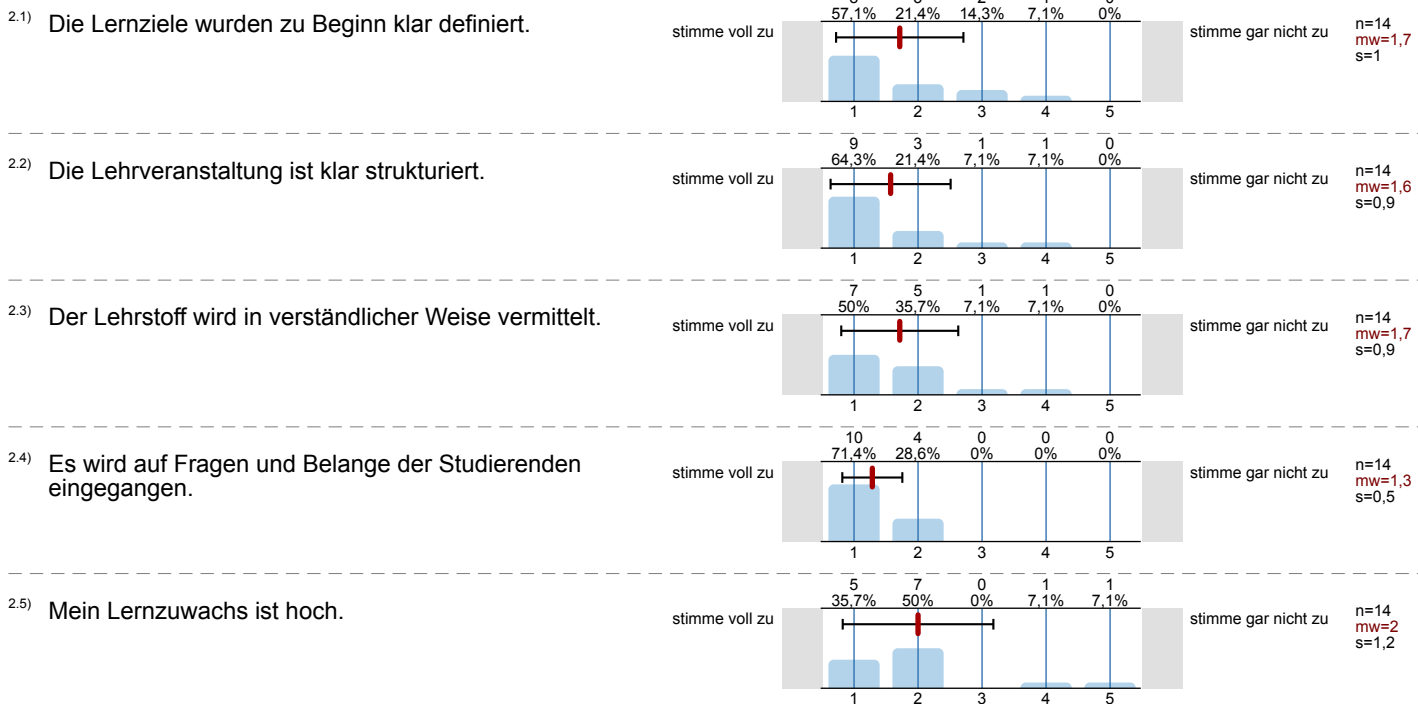 2.1) Die Lernziele wurden zu Beginn klar definiert.
57,1% 21,4% 14,3% 7,1% 0%
stimme voll zu
stimme gar nicht zu
n=14
mw=1,7
s=1
1 2 3 4 5
2.2) Die Lehrveranstaltung ist klar strukturiert.
9 3 1 1 0
64,3% 21,4% 7,1% 7,1% 0%
stimme voll zu
stimme gar nicht zu
n=14
mw=1,6
s=0,9
1 2 3 4 5
2.3) Der Lehrstoff wird in verständlicher Weise vermittelt.
7 5 1 1 0
50% 35,7% 7,1% 7,1% 0%
stimme voll zu
stimme gar nicht zu
n=14
mw=1,7
s=0,9
1 2 3 4 5
2.4) Es wird auf Fragen und Belange der Studierenden
eingegangen.
10 4 0 0 0
71,4% 28,6% 0% 0% 0%
stimme voll zu
stimme gar nicht zu
n=14
mw=1,3
s=0,5
1 2 3 4 5
2.5) Mein Lernzuwachs ist hoch.
5 7 0 1 1
35,7% 50% 0% 7,1% 7,1%
stimme voll zu
stimme gar nicht zu
n=14
mw=2
s=1,2
1 2 3 4 5